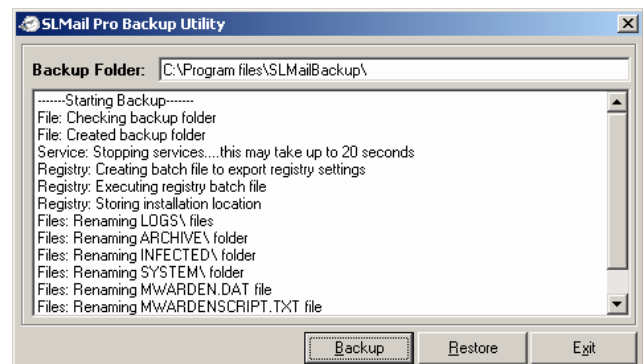 SLMail Pro Backup Utility
Backup Folder: C:\Program files\SLMailBackup\
-------Starting Backup-------
File: Checking backup folder
File: Created backup folder
Service: Stopping services....this may take up to 20 seconds
Registry: Creating batch file to export registry settings
Registry: Executing registry batch file
Registry: Storing installation location
Files: Renaming LOGS\ files
Files: Renaming ARCHIVE\ folder
Files: Renaming INFECTED\ folder
Files: Renaming SYSTEM\ folder
Files: Renaming MWARDEN.DAT file
Files: Renaming MWARDENSCRIPT.TXT file
Backup Restore Exit